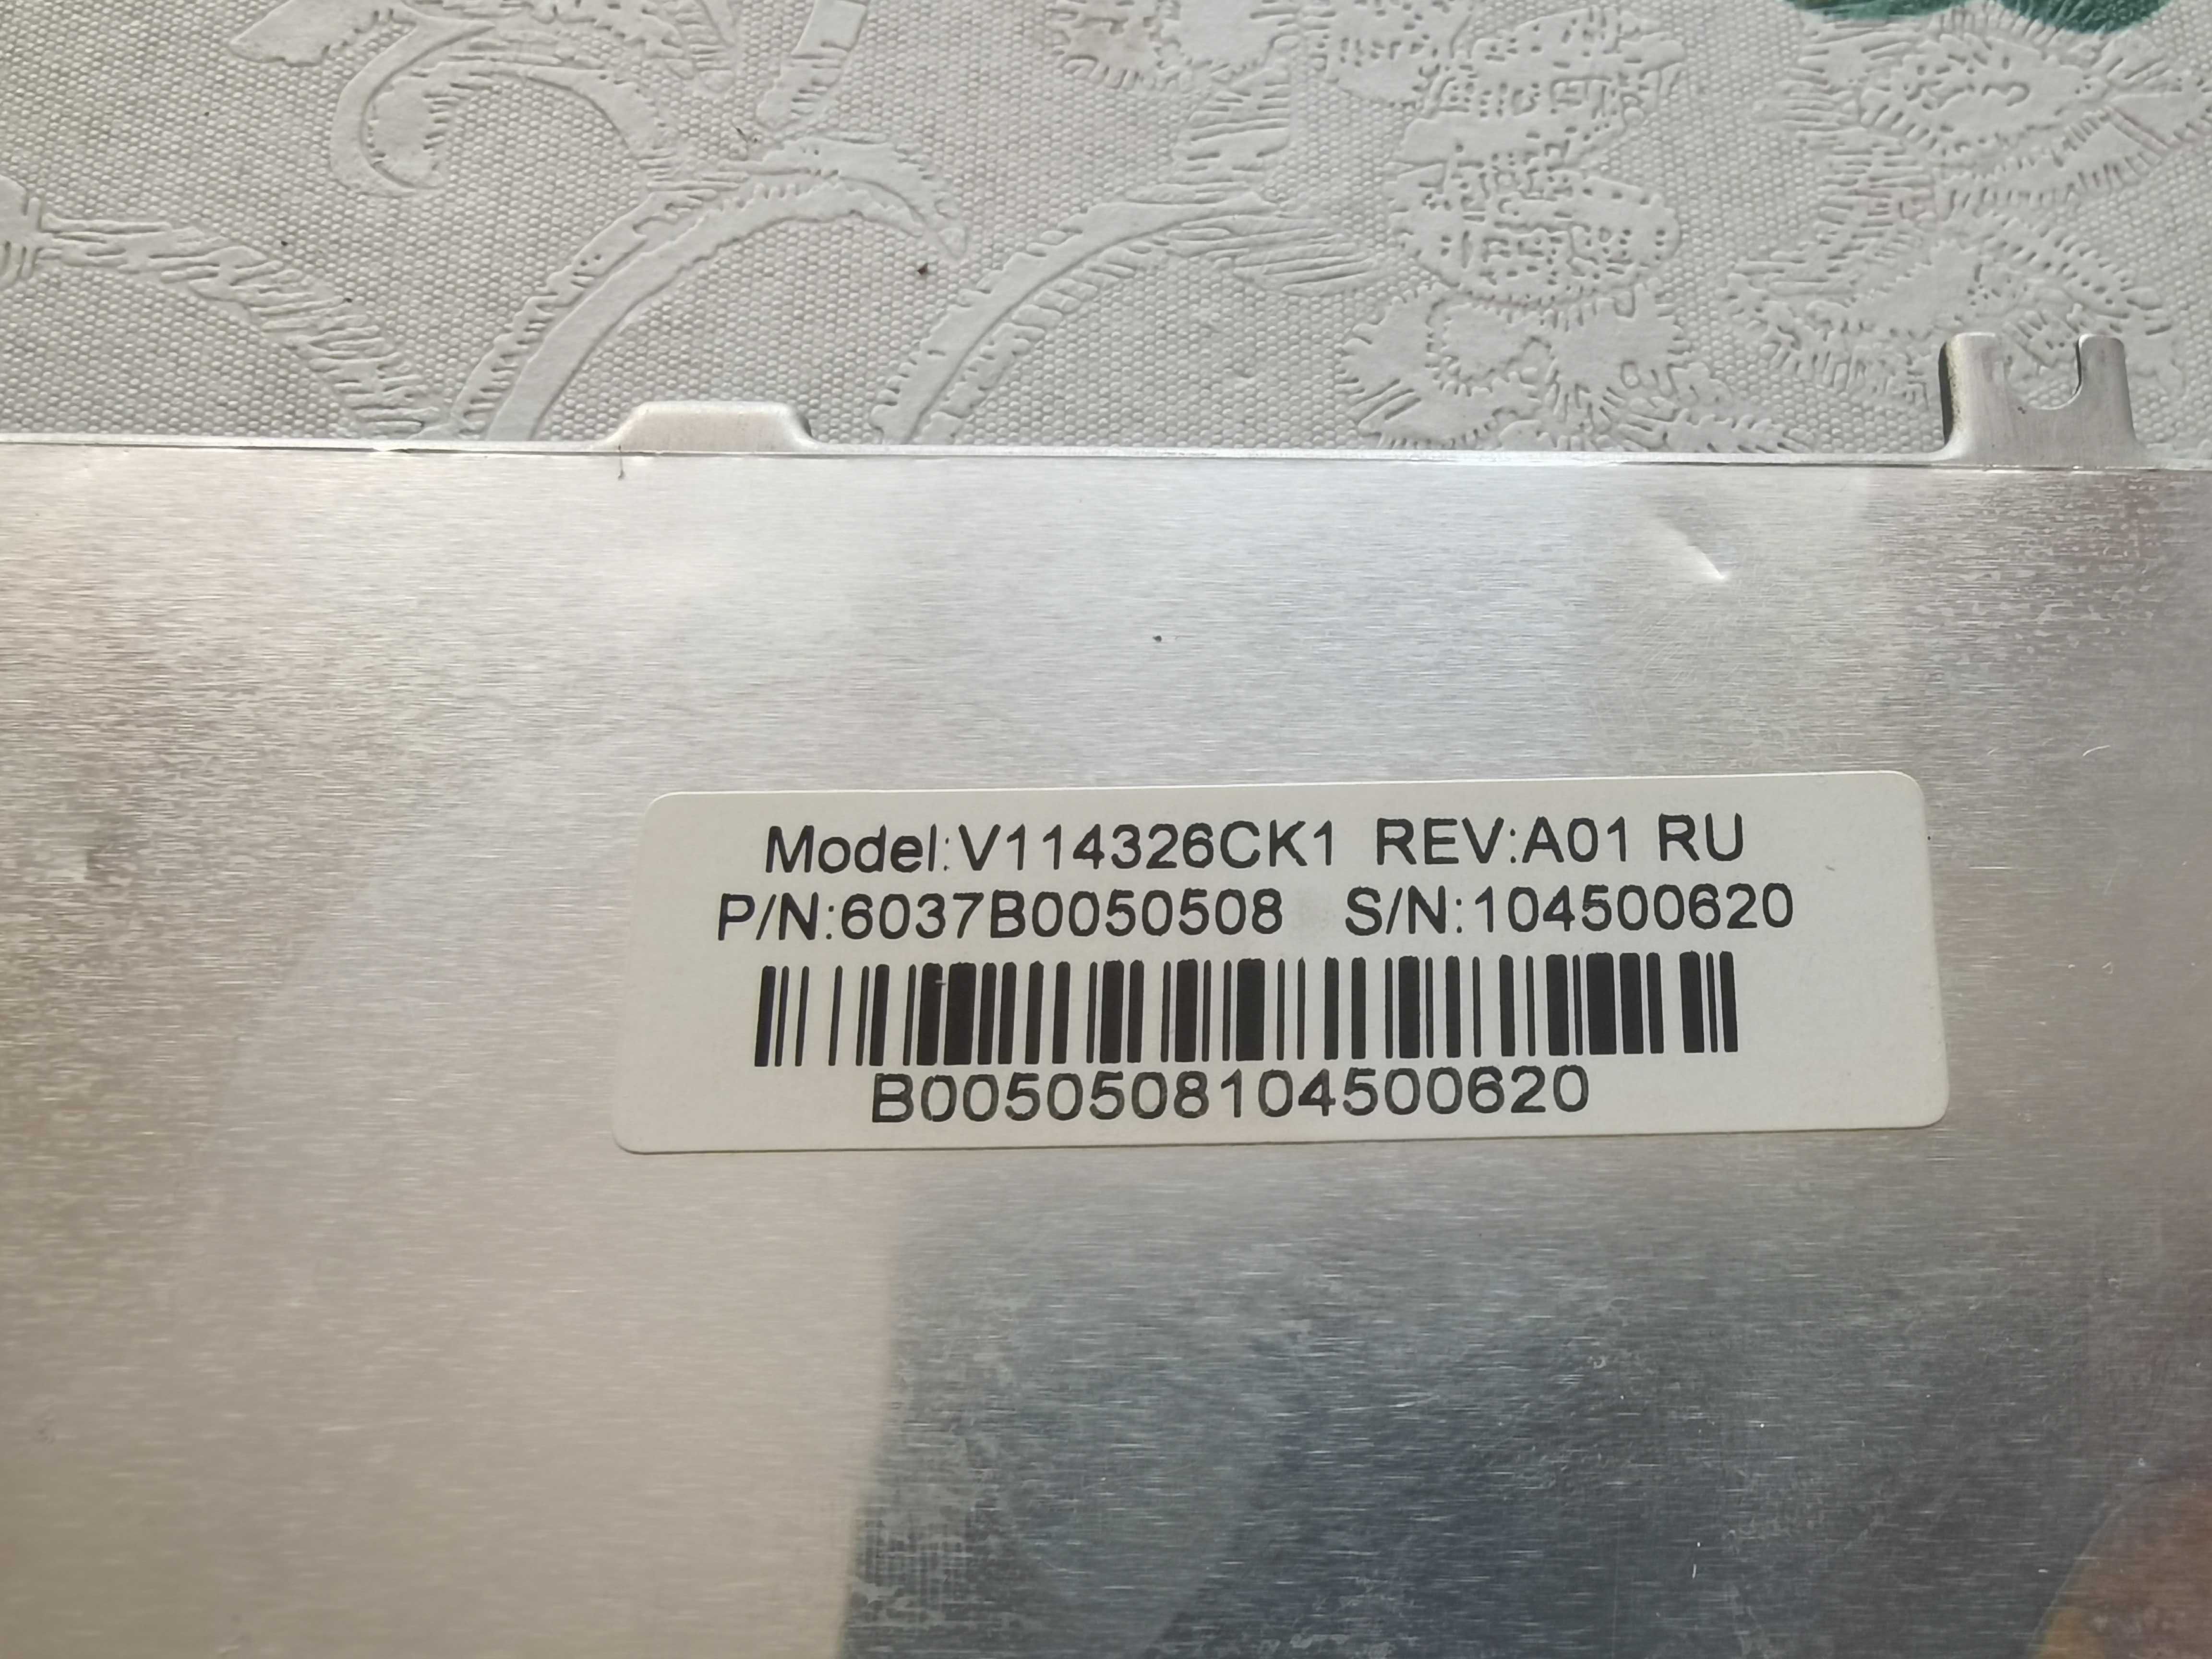 Model:V114326CK1 REV:A01 RU
P/N:6037B0050508 S/N:104500620
B0050508104500620